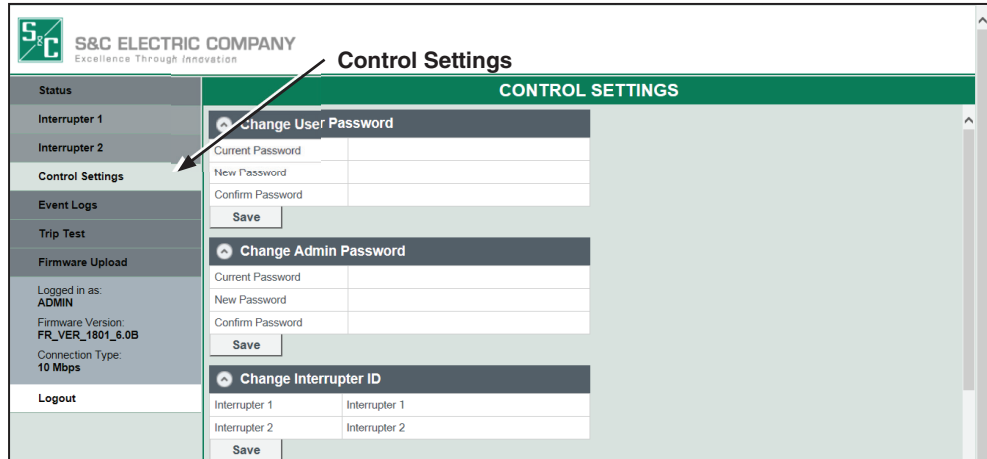 S&C
S&C ELECTRIC COMPANY
Excellence Through Innovation
Control Settings
Status
Interrupter 1
Interrupter 2
Control Settings
Event Logs
Trip Test
Firmware Upload
Logged in as:
ADMIN
Firmware Version:
FR_VER_1801_6.0B
Connection Type:
10 Mbps
Logout
CONTROL SETTINGS
Change User Password
Current Password
New Password
Confirm Password
Save
Change Admin Password
Current Password
New Password
Confirm Password
Save
Change Interrupter ID
Interrupter 1 Interrupter 1
Interrupter 2 Interrupter 2
Save